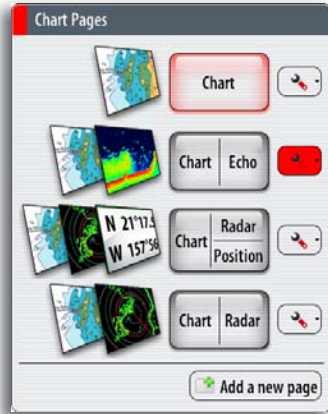 Chart Pages
Chart
Chart Echo
N 21°17.5
W 157°56
Chart Radar
Position
Chart Radar
Add a new page